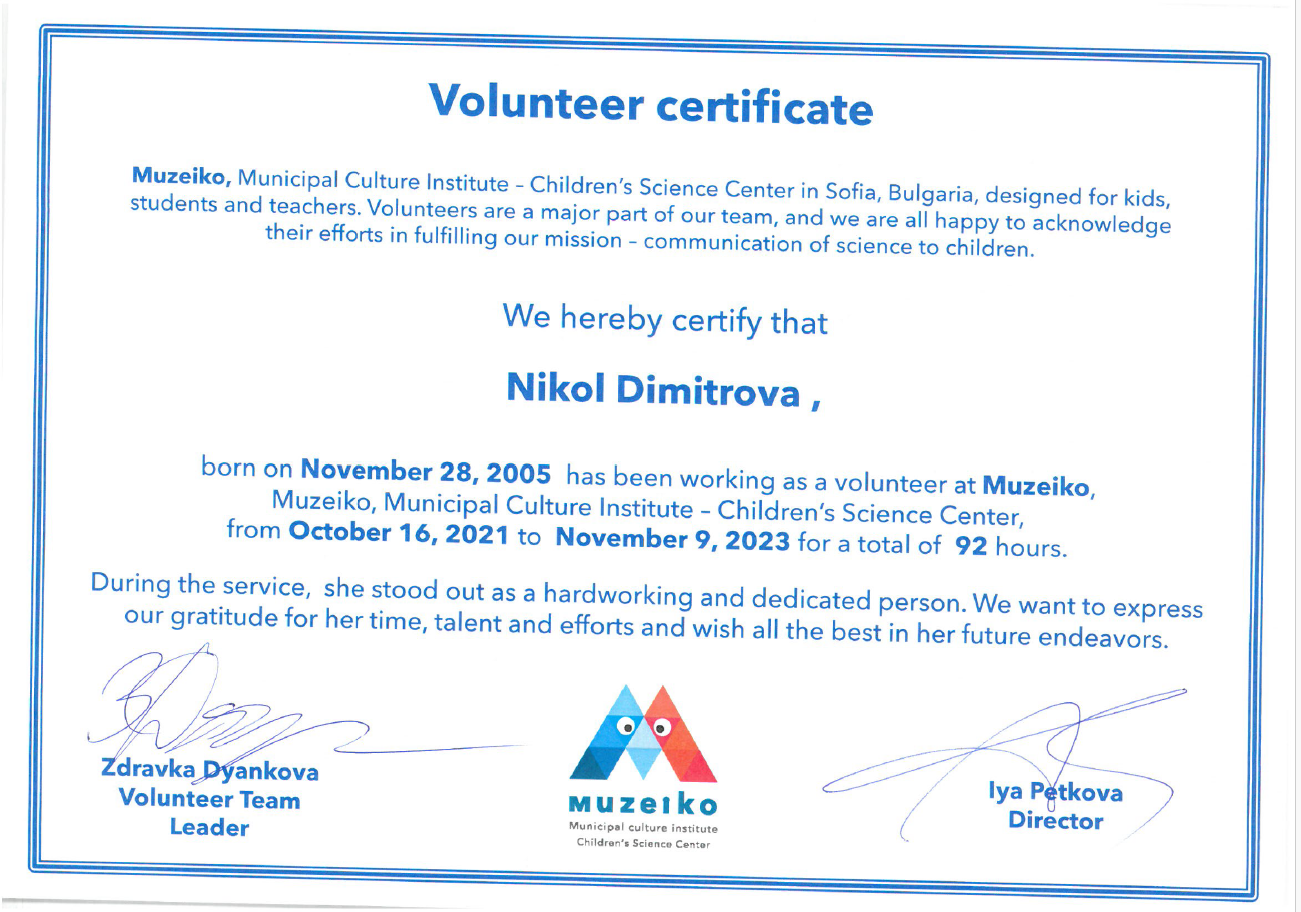 Volunteer certificate
Muzeiko, Municipal Culture Institute – Children's Science Center in Sofia, Bulgaria, designed for kids,
students and teachers. Volunteers are a major part of our team, and we are all happy to acknowledge
their efforts in fulfilling our mission – communication of science to children.
We hereby certify that
Nikol Dimitrova ,
born on November 28, 2005 has been working as a volunteer at Muzeiko,
Muzeiko, Municipal Culture Institute – Children's Science Center,
from October 16, 2021 to November 9, 2023 for a total of 92 hours.
During the service, she stood out as a hardworking and dedicated person. We want to express
our gratitude for her time, talent and efforts and wish all the best in her future endeavors.
Zdravka Dyankova
Volunteer Team
Leader
muzeiko
Municipal culture institute
Children's Science Center
Iya Petkova
Director